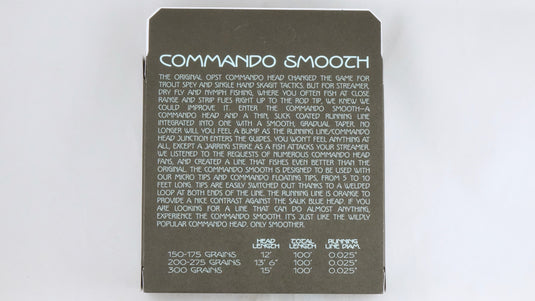 COMMANDO SMOOTH
THE ORIGINAL OPST COMMANDO HEAD CHANGED THE GAME FOR
TROUT SPEY AND SINGLE HAND SKAGIT TACTICS. BUT FOR STREAMER,
DRY FLY AND NYMPH FISHING, WHERE YOU OFTEN FISH AT CLOSE
RANGE AND STRIP FLIES RIGHT UP TO THE ROD TIP, WE KNEW WE
COULD IMPROVE IT. ENTER THE COMMANDO SMOOTH—A
COMMANDO HEAD AND A THIN, SLICK COATED RUNNING LINE
INTEGRATED INTO ONE WITH A SMOOTH, GRADUAL TAPER. NO
LONGER WILL YOU FEEL A BUMP AS THE RUNNING LINE/COMMAND
HEAD JUNCTION ENTERS THE GUIDES. YOU WON'T FEEL ANYTHING AT
ALL, EXCEPT A JARRING STRIKE AS A FISH ATTACKS YOUR STREAMER.
WE LISTENED TO THE REQUESTS OF NUMEROUS COMMANDO HEAD
FANS, AND CREATED A LINE THAT FISHES EVEN BETTER THAN THE
ORIGINAL. THE COMMANDO SMOOTH IS DESIGNED TO BE USED WITH
OUR MICRO TIPS AND COMMANDO FLOATING TIPS, FROM 5 TO 10
FEET LONG. TIPS ARE EASILY SWITCHED OUT THANKS TO A WELDED
LOOP AT BOTH ENDS OF THE LINE. THE RUNNING LINE IS ORANGE TO
PROVIDE A NICE CONTRAST AGAINST THE SAUK BLUE HEAD. IF YOU
ARE LOOKING FOR A LINE THAT CAN DO ALMOST ANYTHING,
EXPERIENCE THE COMMANDO SMOOTH. IT'S JUST LIKE THE WILDLY
POPULAR COMMANDO HEAD, ONLY SMOOTHER.
HEAD LENGTH TOTAL LENGTH RUNNING LINE DIAM.
150-175 GRAINS 12' 100' 0.025"
200-275 GRAINS 13' 6" 100' 0.025"
300 GRAINS 15' 100' 0.025"